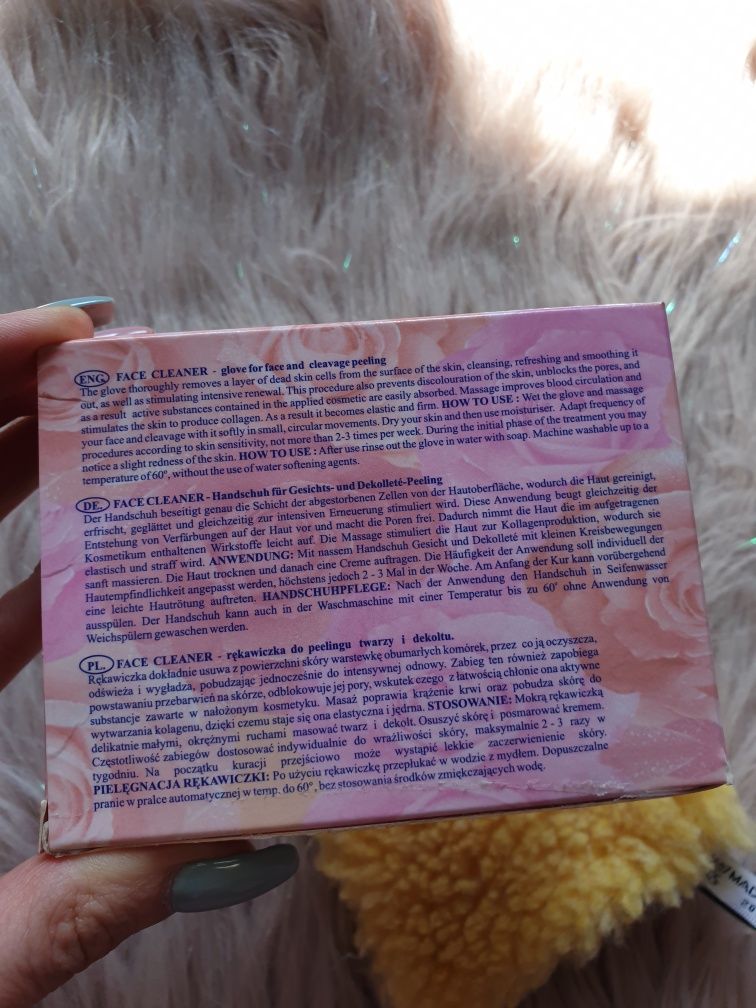 ENG. FACE CLEANER - glove for face and cleavage peeling
The glove thoroughly removes a layer of dead skin cells from the surface of the skin, cleansing, refreshing and smoothing it
out, as well as stimulating intensive renewal. This procedure also prevents discolouration of the skin, unblocks the pores, and
as a result active substances contained in the applied cosmetic are easily absorbed. Massage improves blood circulation and
stimulates the skin to produce collagen. As a result it becomes elastic and firm. HOW TO USE : Wet the glove and massage
your face and cleavage with it softly in small, circular movements. Dry your skin and then use moisturiser. Adapt frequency of
procedures according to skin sensitivity, not more than 2-3 times per week. During the initial phase of the treatment you may
notice a slight redness of the skin. HOW TO USE : After use rinse out the glove in water with soap. Machine washable up to a
temperature of 60°, without the use of water softening agents.
DE. FACE CLEANER - Handschuh für Gesichts- und Dekolleté-Peeling
Der Handschuh beseitigt genau die Schicht der abgestorbenen Zellen von der Hautoberfläche, wodurch die Haut gereinigt,
erfrischt, geglättet und gleichzeitig zur intensiven Erneuerung stimuliert wird. Diese Anwendung beugt gleichzeitig der
Entstehung von Verfärbungen auf der Haut vor und macht die Poren frei. Dadurch nimmt die Haut die im aufgetragenen
Kosmetikum enthaltenen Wirkstoffe leicht auf. Die Massage stimuliert die Haut zur Kollagenproduktion, wodurch sie
elastisch und straff wird. ANWENDUNG: Mit nassem Handschuh Gesicht und Dekolleté mit kleinen Kreisbewegungen
sanft massieren. Die Haut trocknen und danach eine Creme auftragen. Die Häufigkeit der Anwendung soll individuell der
Hautempfindlichkeit angepasst werden, höchstens jedoch 2 - 3 Mal in der Woche. Am Anfang der Kur kann vorübergehend
eine leichte Hautrötung auftreten. HANDSCHUHPFLEGE: Nach der Anwendung den Handschuh in Seifenwasser
ausspülen. Der Handschuh kann auch in der Waschmaschine mit einer Temperatur bis zu 60° ohne Anwendung von
Weichspülern gewaschen werden.
PL. FACE CLEANER - rękawiczka do peelingu twarzy i dekoltu.
Rękawiczka dokładnie usuwa z powierzchni skóry warstewkę obumarłych komórek, przez co ją oczyszcza,
odświeża i wygładza, pobudzając jednocześnie do intensywnej odnowy. Zabieg ten również zapobiega
powstawaniu przebarwień na skórze, odblokowuje jej pory, wskutek czego z łatwością chłonie ona aktywne
substancje zawarte w nałożonym kosmetyku. Masaż poprawia krążenie krwi oraz pobudza skórę do
wytwarzania kolagenu, dzięki czemu staje się ona elastyczna i jędrna. STOSOWANIE: Mokrą rękawiczką
delikatnie małymi, okrężnymi ruchami masować twarz i dekolt. Osuszyć skórę i posmarować kremem.
Częstotliwość zabiegów dostosować indywidualnie do wrażliwości skóry, maksymalnie 2 - 3 razy w
tygodniu. Na początku kuracji przejściowo może wystąpić lekkie zaczerwienienie skóry.
PIELĘGNACJA RĘKAWICZKI: Po użyciu rękawiczkę przepłukać w wodzie z mydłem. Dopuszczalne
pranie w pralce automatycznej w temp. do 60°, bez stosowania środków zmiękczających wodę.